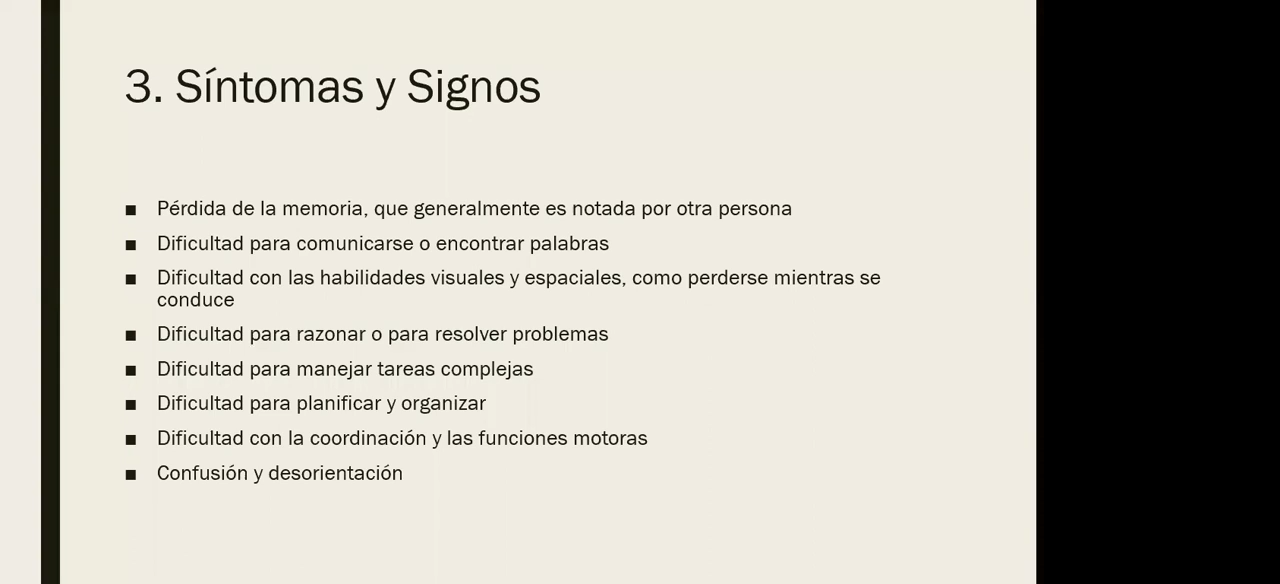 3. Síntomas y Signos
▪ Pérdida de la memoria, que generalmente es notada por otra persona
▪ Dificultad para comunicarse o encontrar palabras
▪ Dificultad con las habilidades visuales y espaciales, como perderse mientras se
conduce
▪ Dificultad para razonar o para resolver problemas
▪ Dificultad para manejar tareas complejas
▪ Dificultad para planificar y organizar
▪ Dificultad con la coordinación y las funciones motoras
▪ Confusión y desorientación